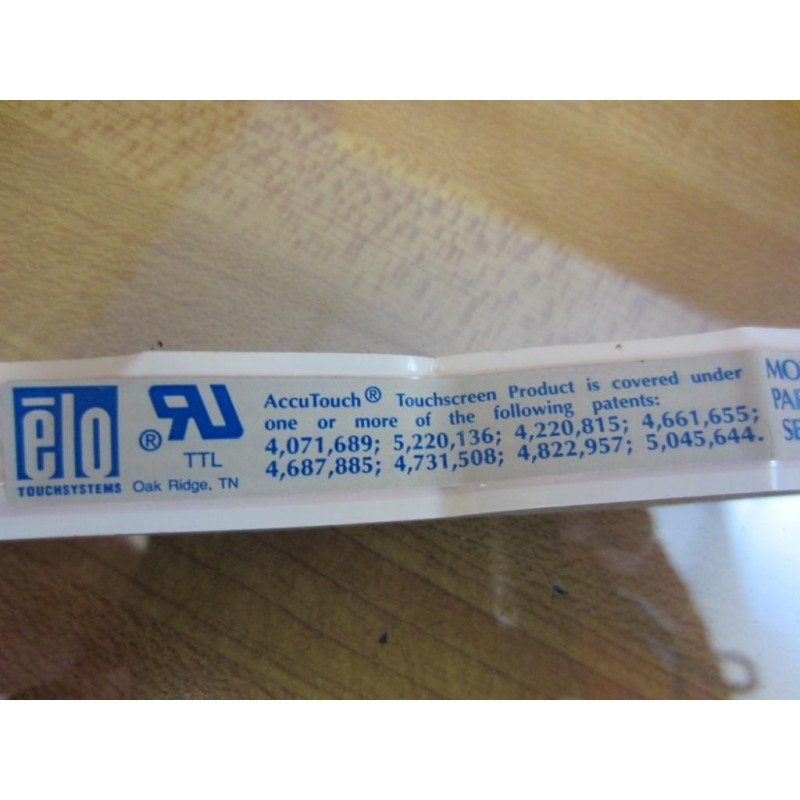 ēlo
TOUCHSYSTEMS
® RU
TTL
Oak Ridge, TN
AccuTouch® Touchscreen Product is covered under
one or more of the following patents:
4,071,689; 5,220,136; 4,220,815; 4,661,655;
4,687,885; 4,731,508; 4,822,957; 5,045,644.